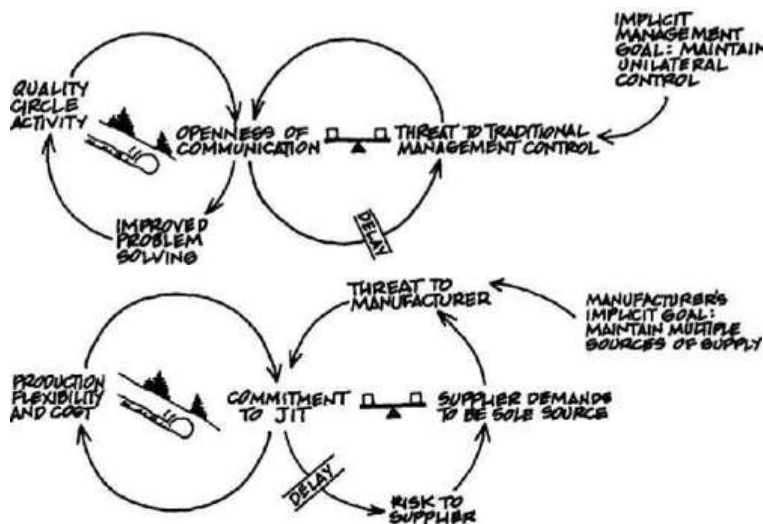 IMPLICIT
MANAGEMENT
GOAL: MAINTAIN
UNILATERAL
CONTROL
QUALITY
CIRCLE
ACTIVITY
OPENNESS OF
COMMUNICATION
THREAT TO TRADITIONAL
MANAGEMENT CONTROL
IMPROVED
PROBLEM
SOLVING
DELAY
THREAT TO
MANUFACTURER
MANUFACTURER'S
IMPLICIT GOAL:
MAINTAIN MULTIPLE
SOURCES OF SUPPLY
PRODUCTION
FLEXIBILITY
AND COST
COMMITMENT
TO JIT
SUPPLIER DEMANDS
TO BE SOLE SOURCE
DELAY
RISK TO
SUPPLIER